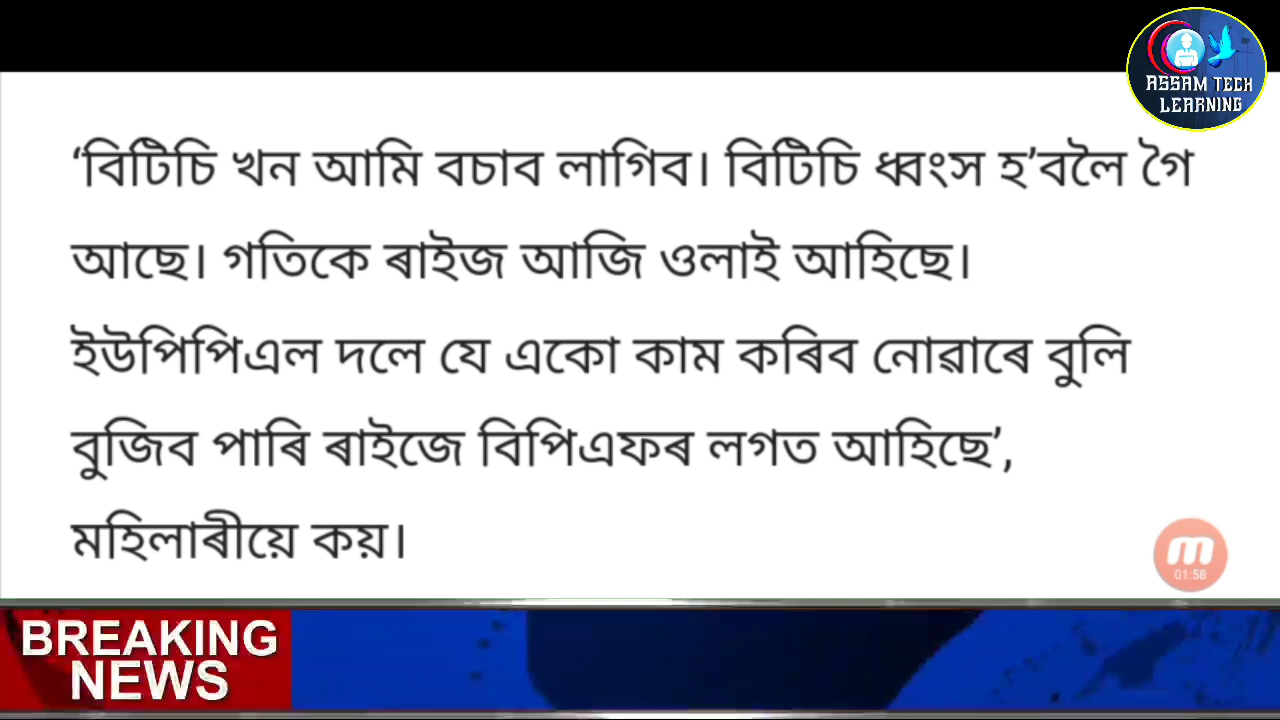 ASSAM TECH
LEARNING
‘বিটিচি খন আমি বচাব লাগিব। বিটিচি ধ্বংস হ’বলৈ গৈ
আছে। গতিকে ৰাইজ আজি ওলাই আহিছে।
ইউপিপিএল দলে যে একো কাম কৰিব নোৱাৰে বুলি
বুজিব পাৰি ৰাইজে বিপিএফৰ লগত আহিছে’,
মহিলাৰীয়ে কয়।
01:58
BREAKING
NEWS